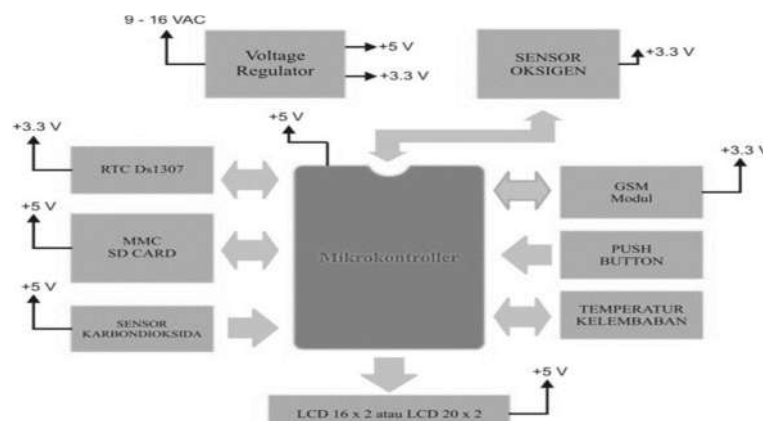 9 - 16 VAC
Voltage
Regulator
+5 V
+3.3 V
SENSOR
OKSIGEN
+3.3 V
+5 V
+3.3 V
RTC Ds1307
+5 V
MMC
SD CARD
+5 V
SENSOR
KARBONDIOKSIDA
Mikrokontroller
+3.3 V
GSM
Modul
PUSH
BUTTON
TEMPERATUR
KELEMBABAN
+5 V
LCD 16 x 2 atau LCD 20 x 2